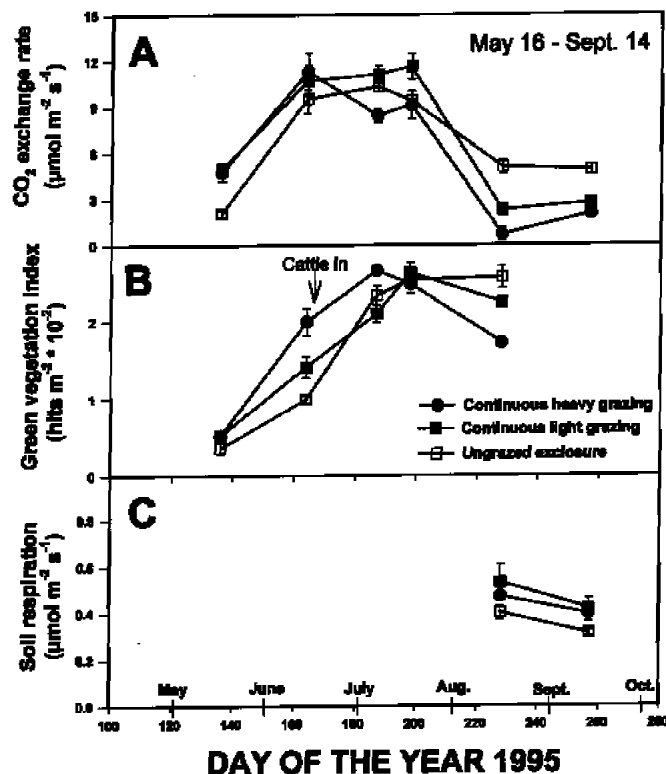 A
May 16 - Sept. 14
CO₂ exchange rate
(µmol m⁻² s⁻¹)
15
12
9
6
3
0
B
Cattle in
Green vegetation index
(hits m⁻² * 10⁻²)
2
1
0
Continuous heavy grazing
Continuous light grazing
Ungrazed exclosure
C
Soil respiration
(µmol m⁻² s⁻¹)
0.8
0.6
0.4
0.2
0.0
May June July Aug. Sept. Oct.
100 120 140 160 180 200 220 240 260 280
DAY OF THE YEAR 1995